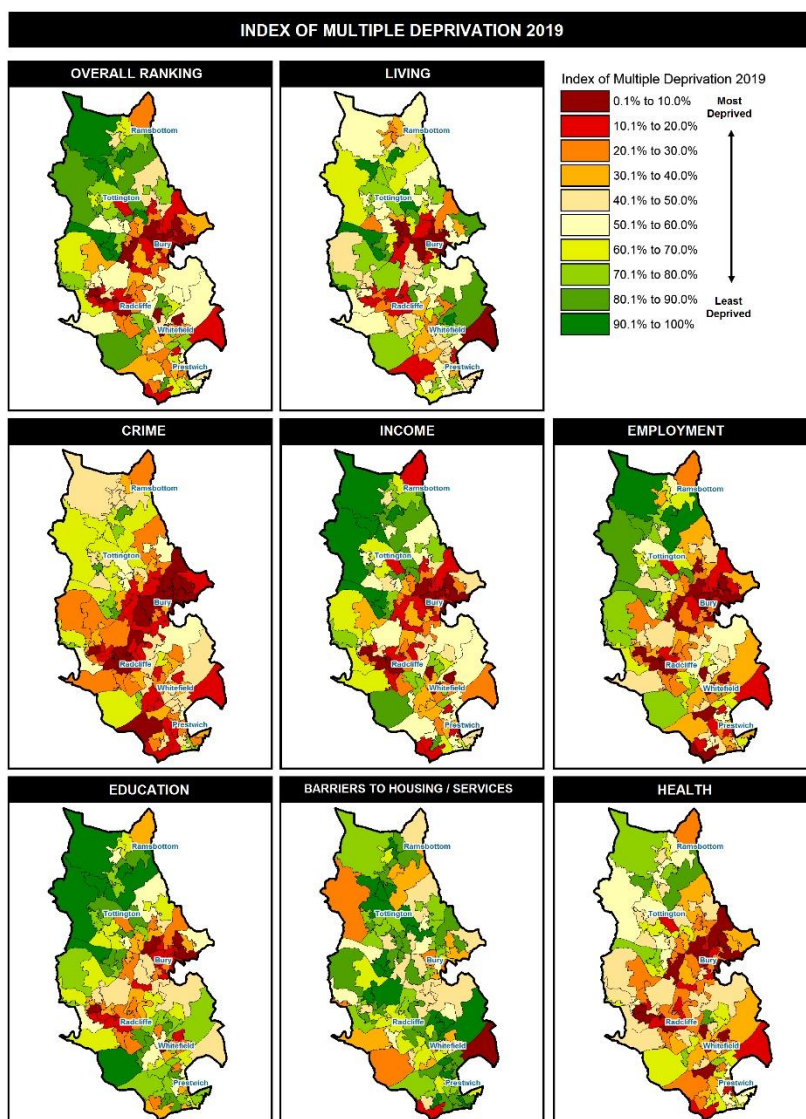 INDEX OF MULTIPLE DEPRIVATION 2019
OVERALL RANKING
Ramsbottom
Tottington
Bury
Radcliffe
Whitefield
Prestwich
LIVING
Ramsbottom
Tottington
Bury
Radcliffe
Whitefield
Prestwich
Index of Multiple Deprivation 2019
0.1% to 10.0%
10.1% to 20.0%
20.1% to 30.0%
30.1% to 40.0%
40.1% to 50.0%
50.1% to 60.0%
60.1% to 70.0%
70.1% to 80.0%
80.1% to 90.0%
90.1% to 100%
Most
Deprived
Least
Deprived
CRIME
Ramsbottom
Tottington
Bury
Radcliffe
Whitefield
Prestwich
INCOME
Ramsbottom
Tottington
Bury
Radcliffe
Whitefield
Prestwich
EMPLOYMENT
Ramsbottom
Tottington
Bury
Radcliffe
Whitefield
Prestwich
EDUCATION
Ramsbottom
Tottington
Bury
Radcliffe
Whitefield
Prestwich
BARRIERS TO HOUSING / SERVICES
Ramsbottom
Tottington
Bury
Radcliffe
Whitefield
Prestwich
HEALTH
Ramsbottom
Tottington
Bury
Radcliffe
Whitefield
Prestwich